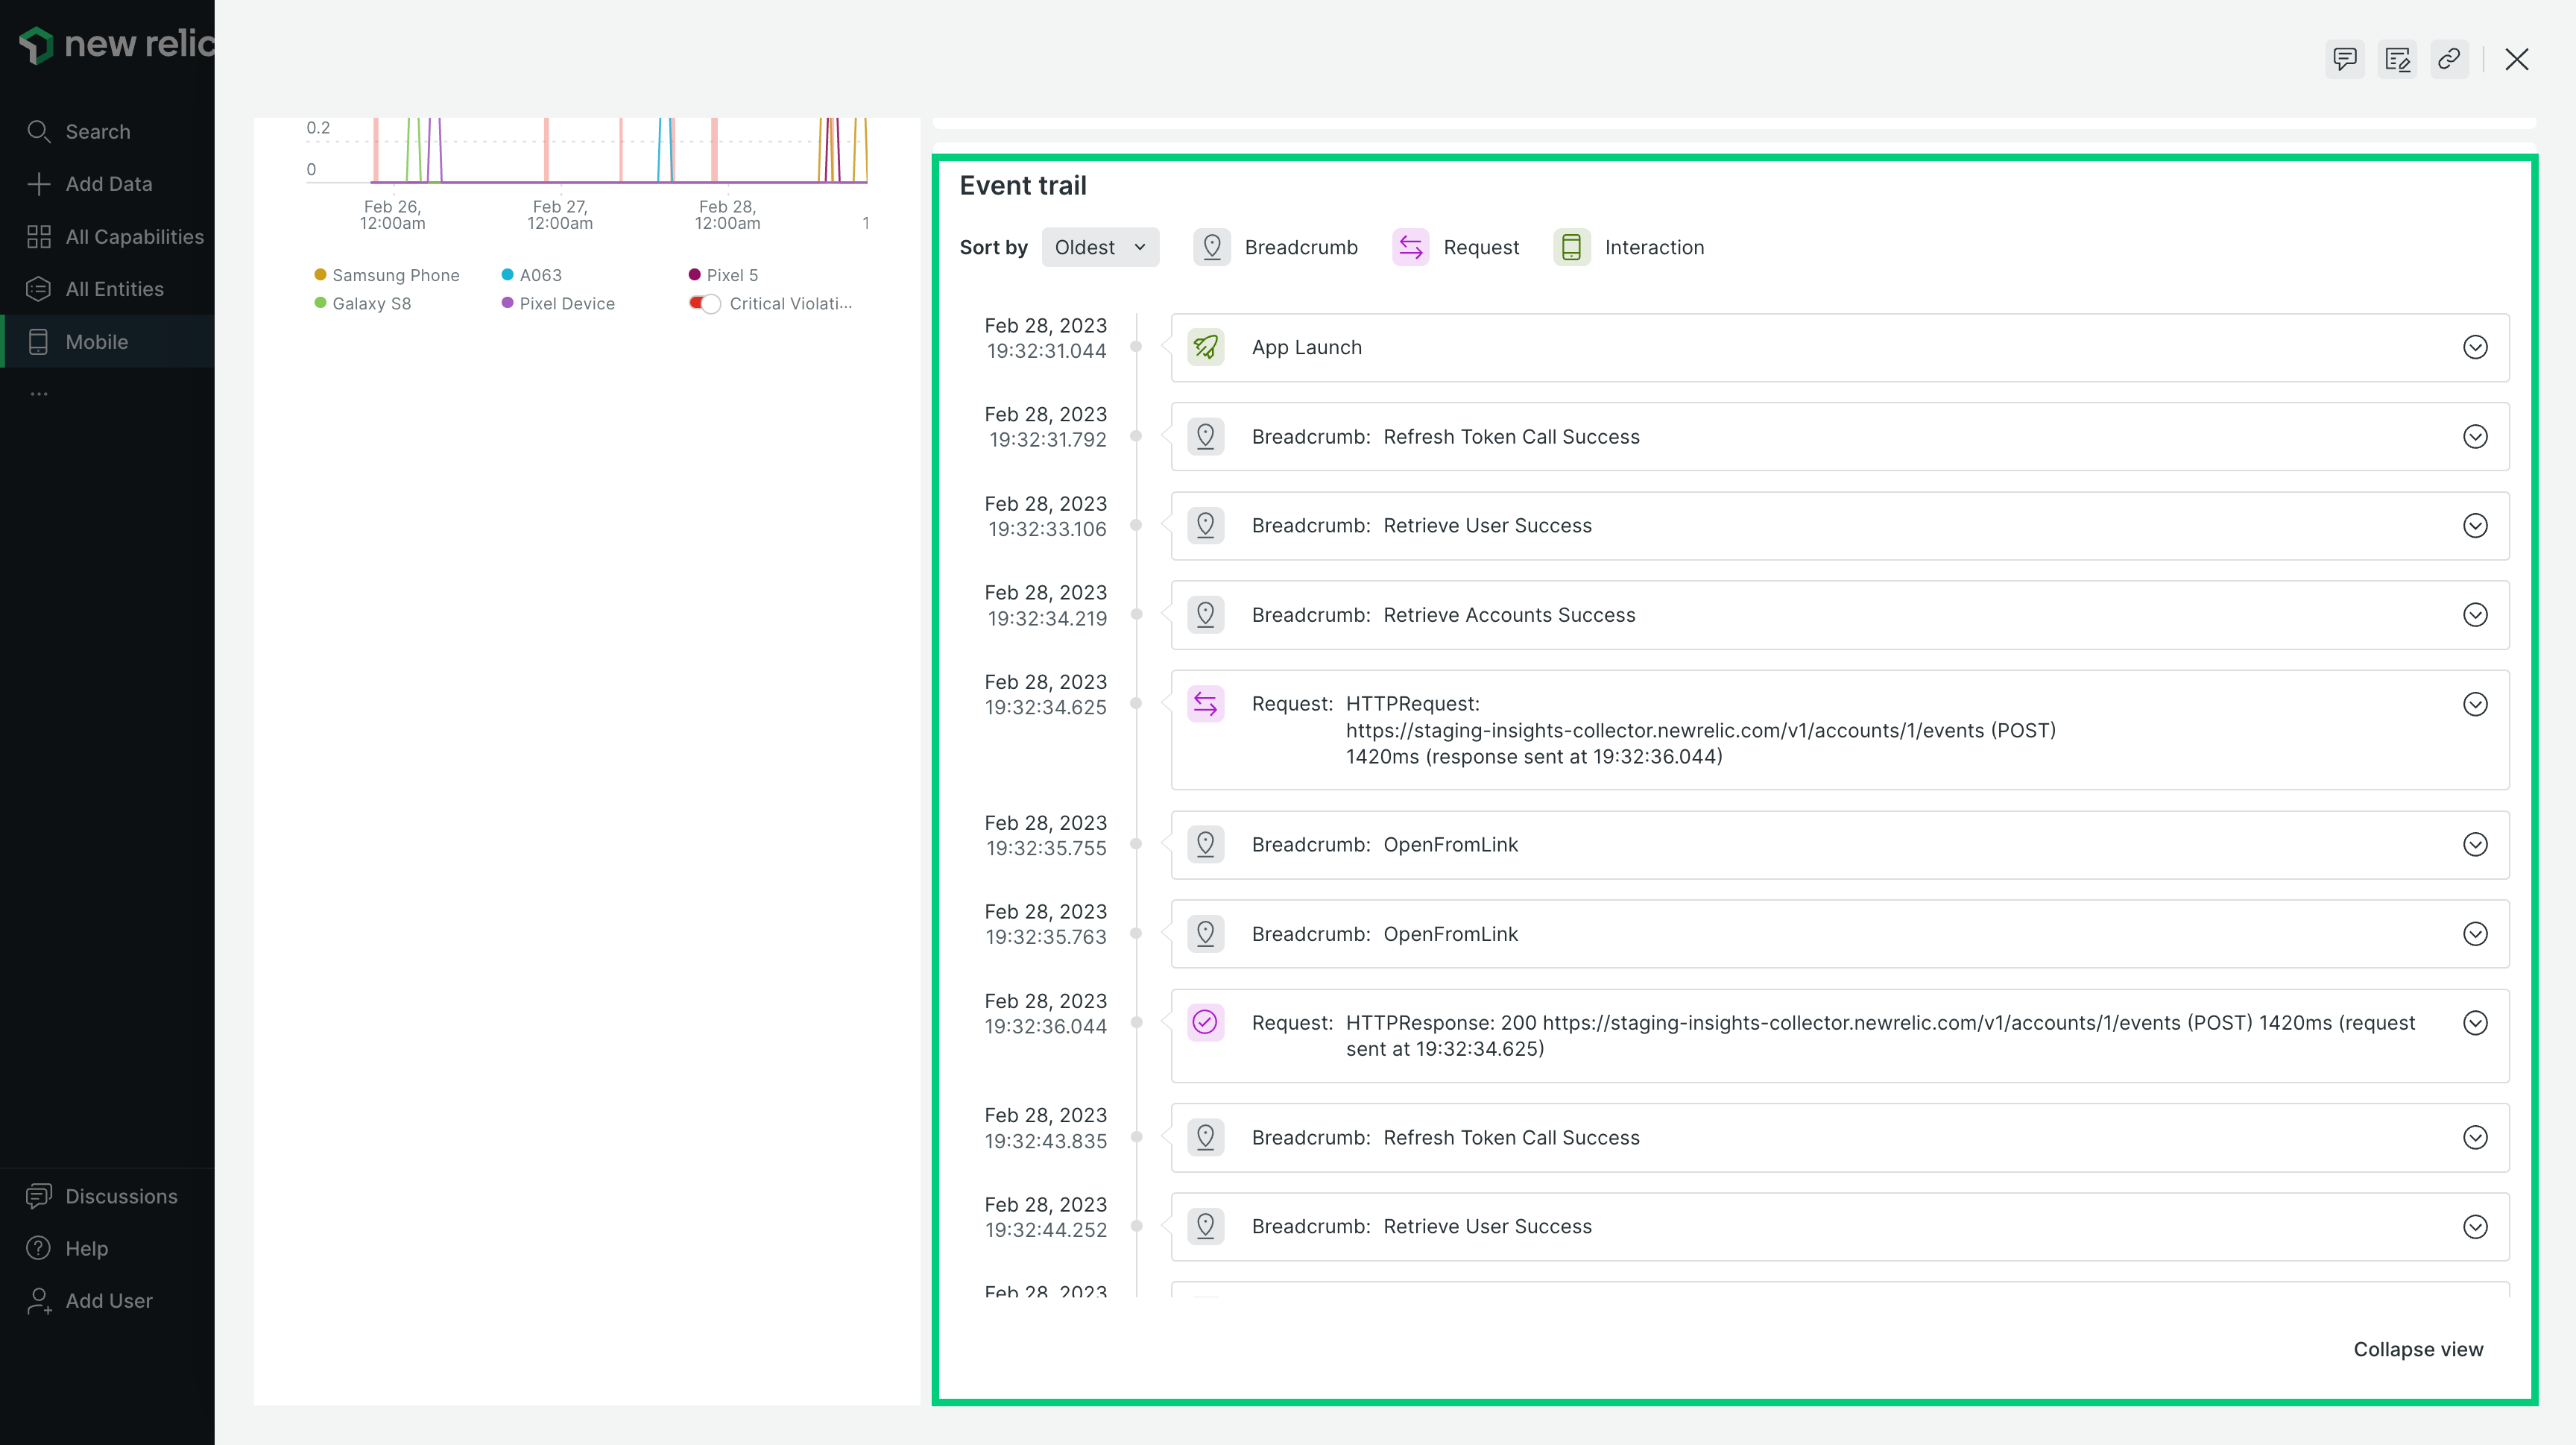 new relic
Search
Add Data
All Capabilities
All Entities
Mobile
...
Discussions
Help
Add User
0.2
0
Feb 26,
12:00am
Feb 27,
12:00am
Feb 28,
12:00am
1
Samsung Phone
A063
Pixel 5
Galaxy S8
Pixel Device
Critical Violati...
Event trail
Sort by
Oldest
Breadcrumb
Request
Interaction
Feb 28, 2023
19:32:31.044
App Launch
Feb 28, 2023
19:32:31.792
Breadcrumb: Refresh Token Call Success
Feb 28, 2023
19:32:33.106
Breadcrumb: Retrieve User Success
Feb 28, 2023
19:32:34.219
Breadcrumb: Retrieve Accounts Success
Feb 28, 2023
19:32:34.625
Request: HTTPRequest:
https://staging-insights-collector.newrelic.com/v1/accounts/1/events (POST)
1420ms (response sent at 19:32:36.044)
Feb 28, 2023
19:32:35.755
Breadcrumb: OpenFromLink
Feb 28, 2023
19:32:35.763
Breadcrumb: OpenFromLink
Feb 28, 2023
19:32:36.044
Request: HTTPResponse: 200 https://staging-insights-collector.newrelic.com/v1/accounts/1/events (POST) 1420ms (request
sent at 19:32:34.625)
Feb 28, 2023
19:32:43.835
Breadcrumb: Refresh Token Call Success
Feb 28, 2023
19:32:44.252
Breadcrumb: Retrieve User Success
Feb 28, 2023
Collapse view